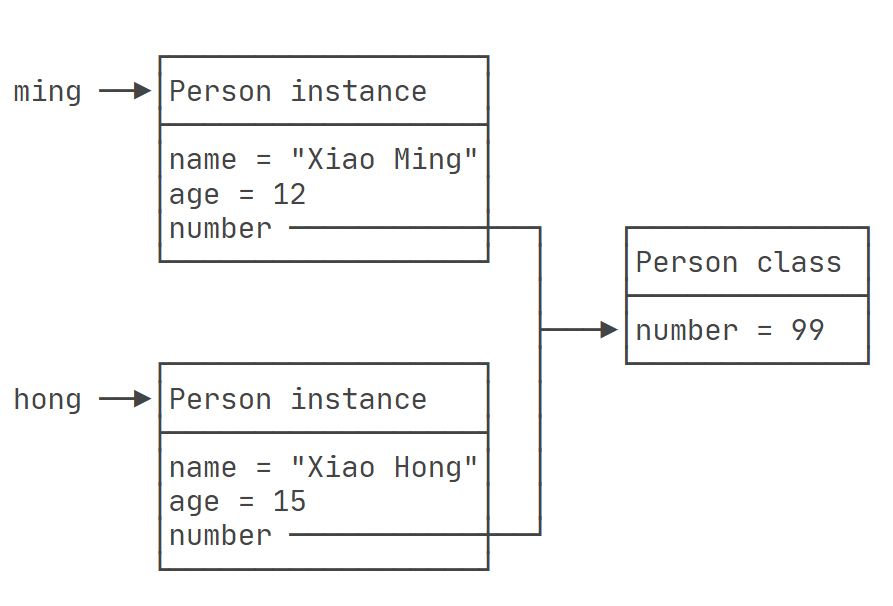 ming
Person instance
name = "Xiao Ming"
age = 12
number
Person class
number = 99
hong
Person instance
name = "Xiao Hong"
age = 15
number